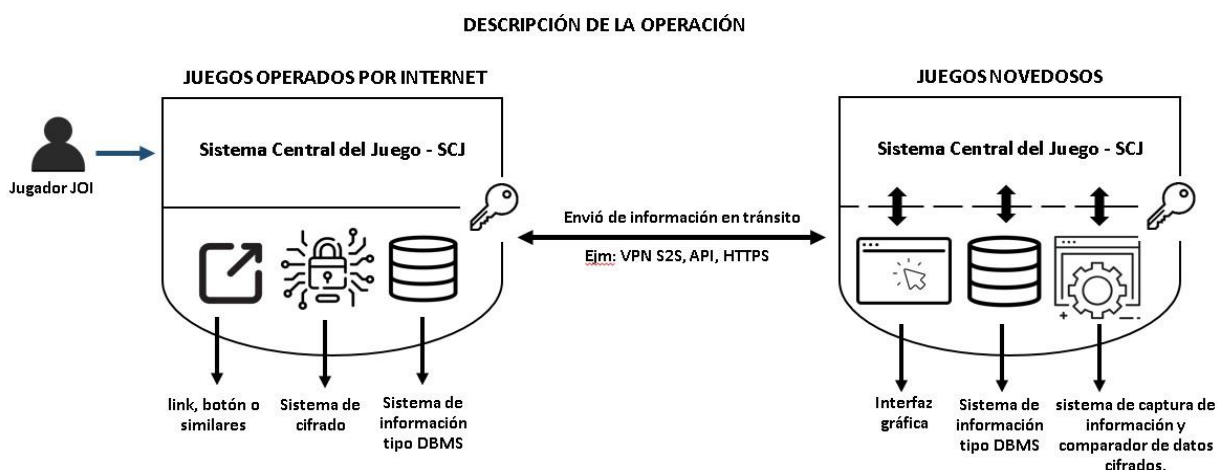 DESCRIPCIÓN DE LA OPERACIÓN
JUEGOS OPERADOS POR INTERNET
Sistema Central del Juego - SCJ
Jugador JOI
link, botón o
similares
Sistema de
cifrado
Sistema de
información
tipo DBMS
Envió de información en tránsito
Ejm: VPN S2S, API, HTTPS
JUEGOS NOVEDOSOS
Sistema Central del Juego - SCJ
Interfaz
gráfica
Sistema de
información
tipo DBMS
sistema de captura de
información y
comparador de datos
cifrados.